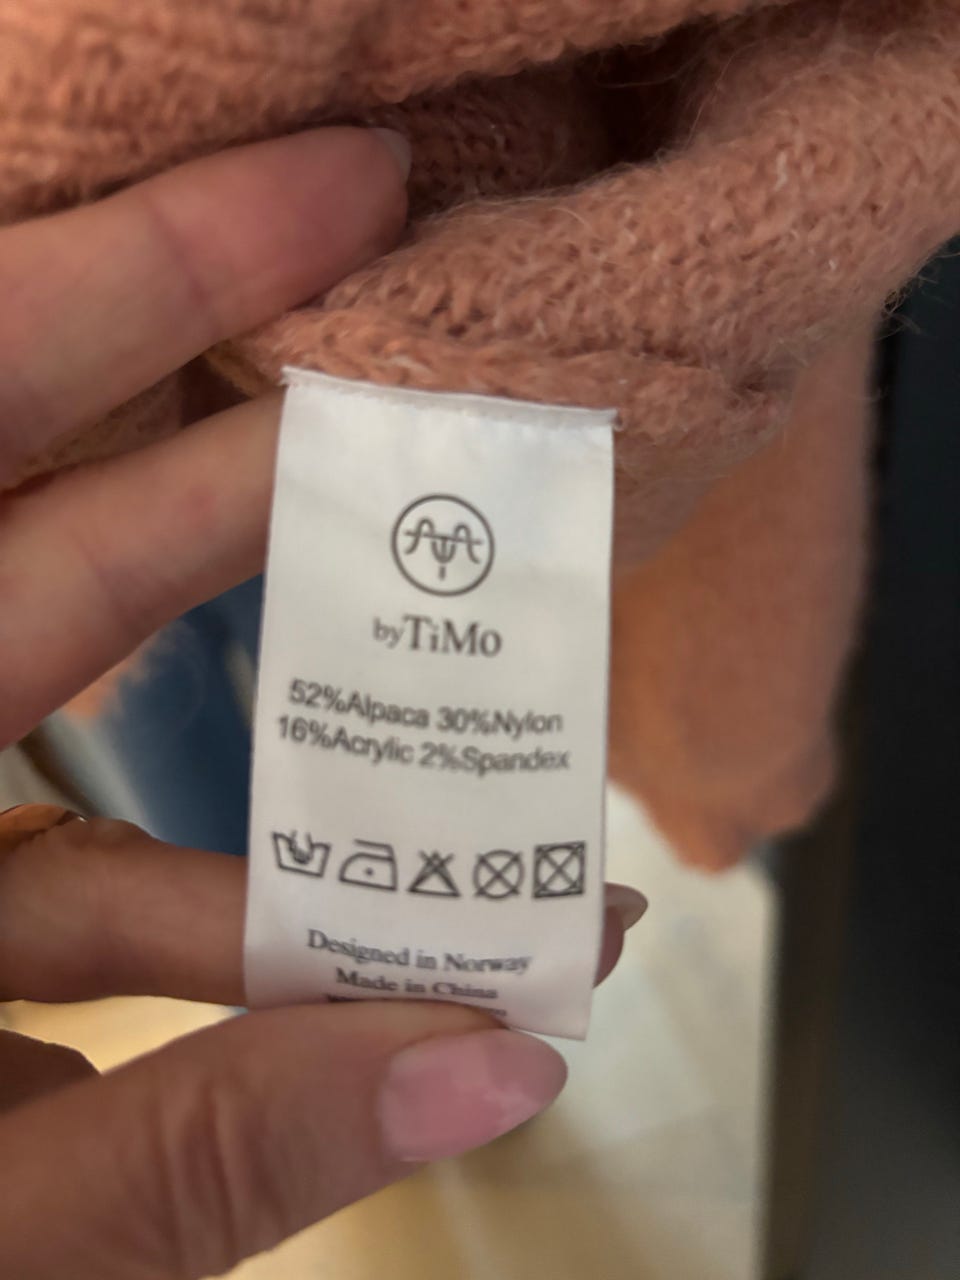 byTiMo
52%Alpaca 30%Nylon
16%Acrylic 2%Spandex
Designed in Norway
Made in China